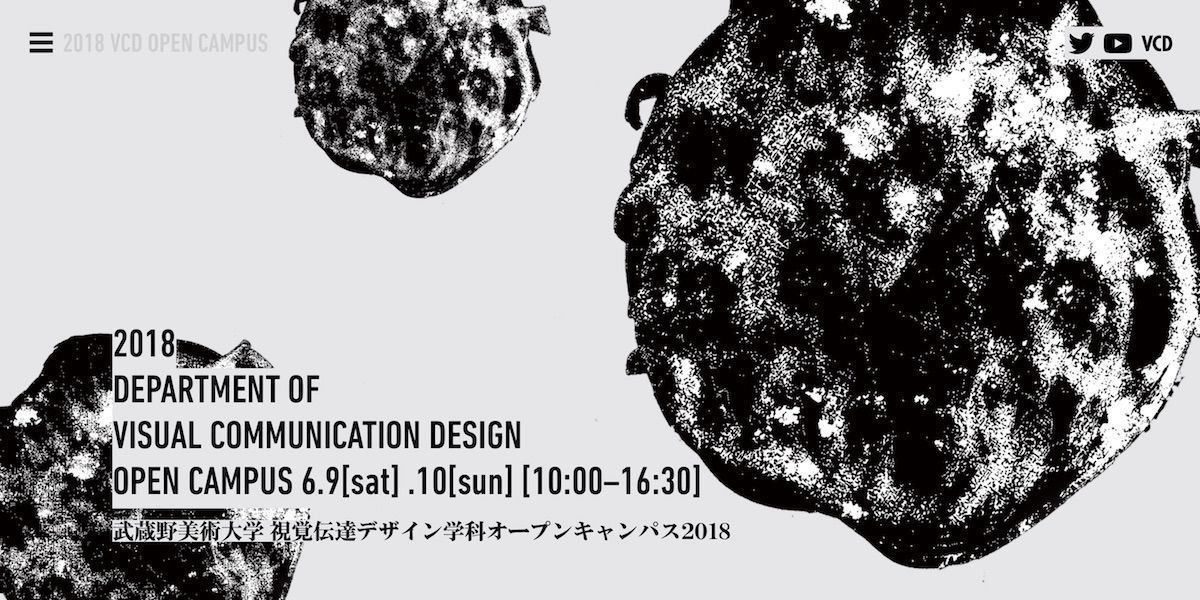 2018 VCD OPEN CAMPUS
VCD
2018
DEPARTMENT OF
VISUAL COMMUNICATION DESIGN
OPEN CAMPUS 6.9[sat] .10[sun] [10:00–16:30]
武蔵野美術大学 視覚伝達デザイン学科オープンキャンパス2018